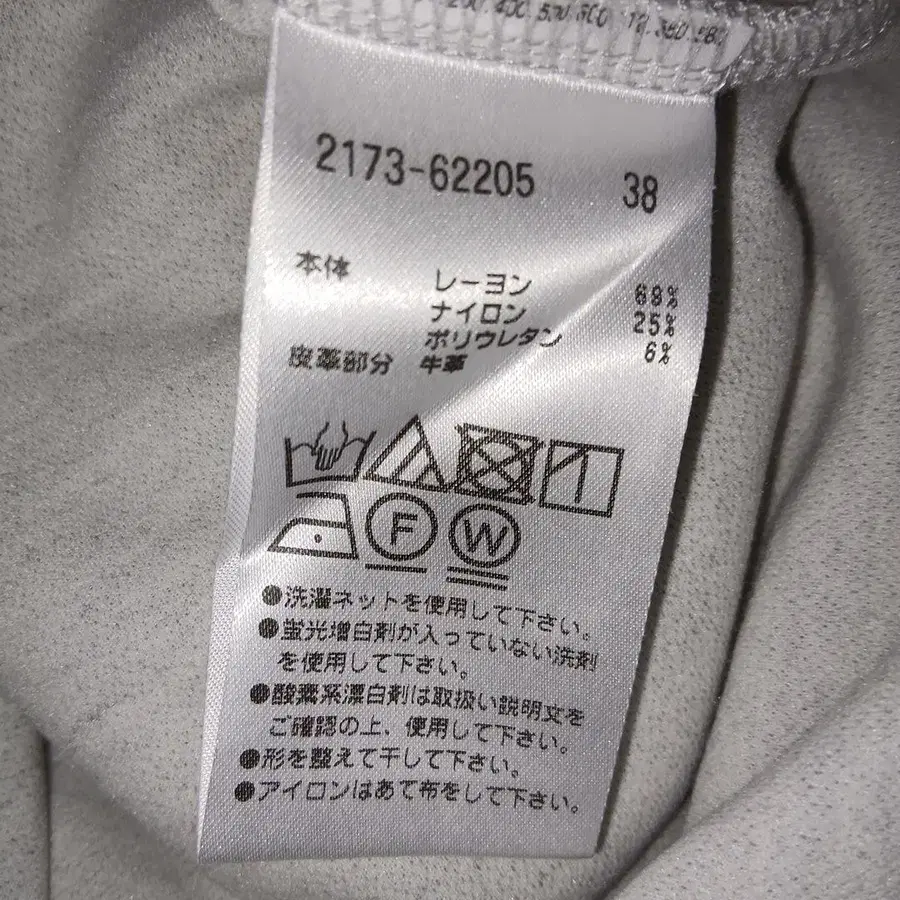 2173-62205 38
本体 レーヨン 69%
ナイロン 25%
ポリウレタン 6%
皮革部分 牛革
F W
●洗濯ネットを使用して下さい。
●蛍光増白剤が入っていない洗剤
を使用して下さい。
●酸素系漂白剤は取扱い説明文を
ご確認の上、使用して下さい。
●形を整えて干して下さい。
●アイロンはあて布をして下さい。